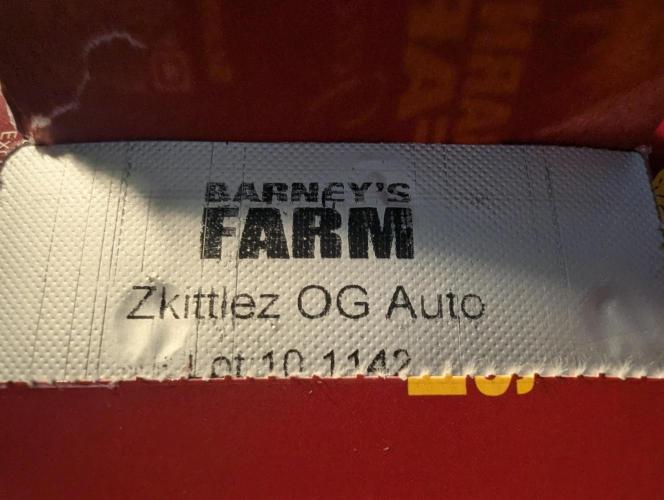 BARNEY'S
FARM
Zkittlez OG Auto
Lot 10 1142